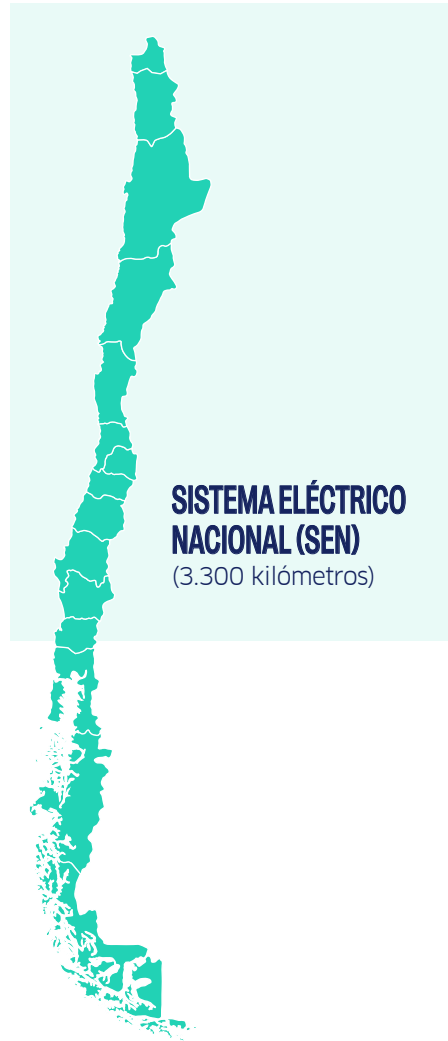 SISTEMA ELÉCTRICO
NACIONAL (SEN)
(3.300 kilómetros)